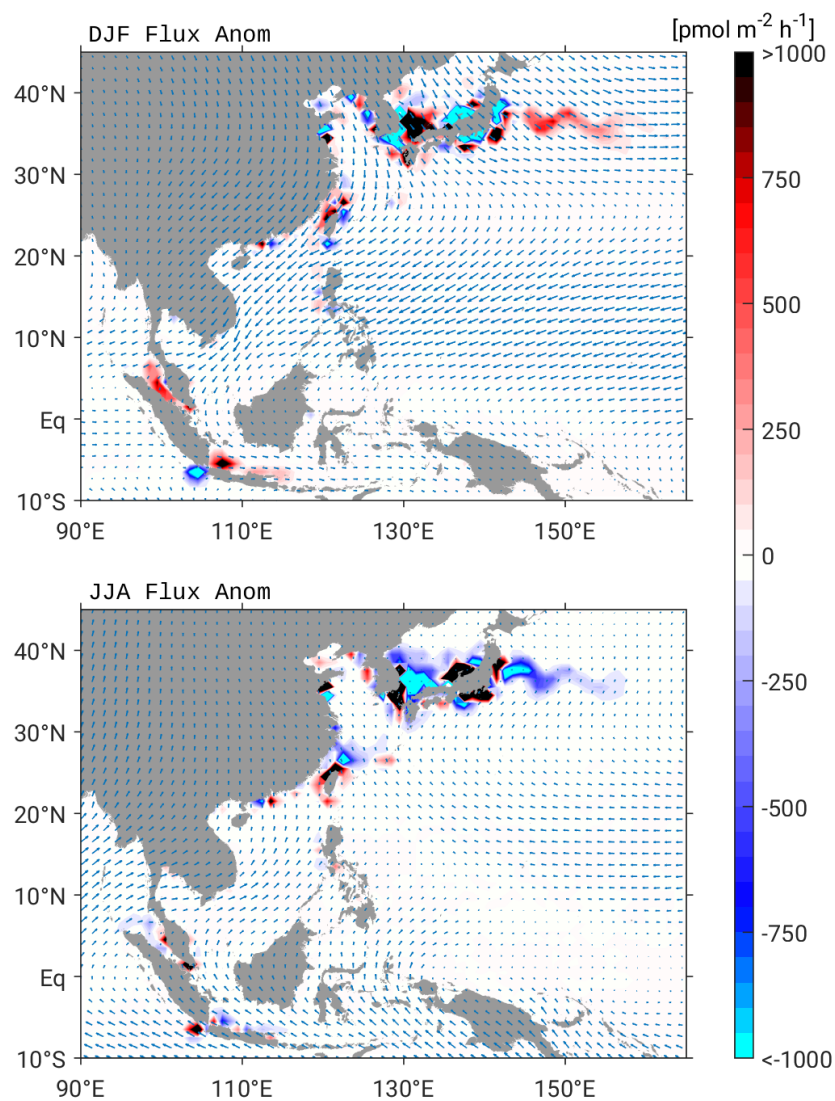 DJF Flux Anom
[pmol m⁻² h⁻¹]
>1000
750
500
250
0
-250
-500
-750
<-1000
40°N
30°N
20°N
10°N
Eq
10°S
90°E 110°E 130°E 150°E
JJA Flux Anom
40°N
30°N
20°N
10°N
Eq
10°S
90°E 110°E 130°E 150°E